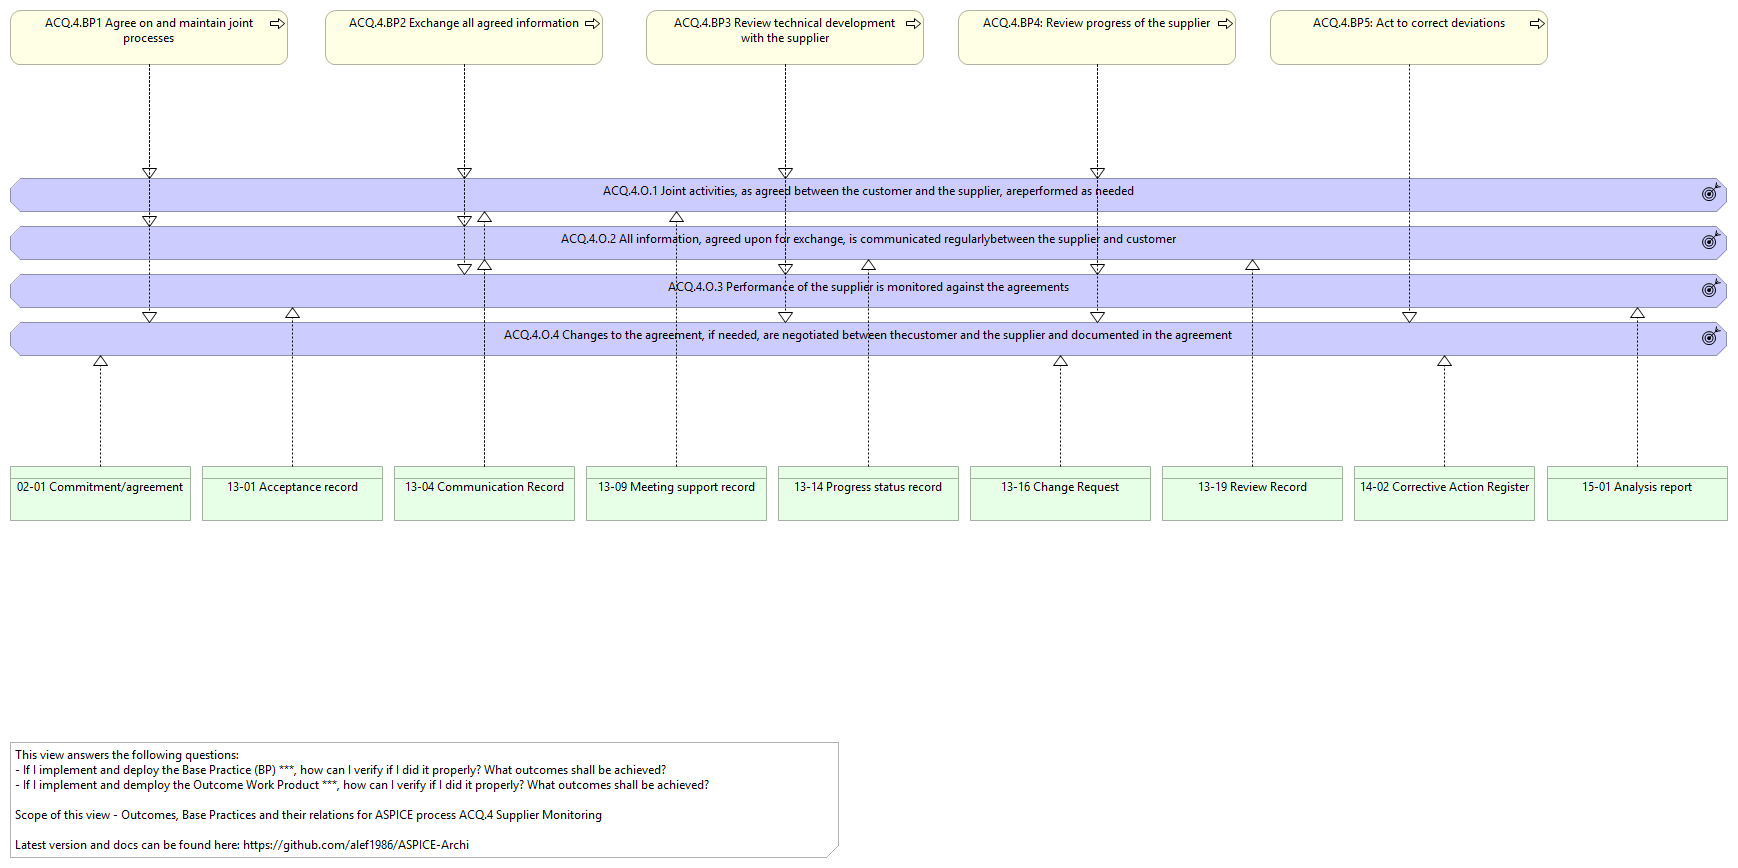 ACQ.4.BP1 Agree on and maintain joint
processes
ACQ.4.BP2 Exchange all agreed information
ACQ.4.BP3 Review technical development
with the supplier
ACQ.4.BP4: Review progress of the supplier
ACQ.4.BP5: Act to correct deviations
ACQ.4.O.1 Joint activities, as agreed between the customer and the supplier, areperformed as needed
ACQ.4.O.2 All information, agreed upon for exchange, is communicated regularlybetween the supplier and customer
ACQ.4.O.3 Performance of the supplier is monitored against the agreements
ACQ.4.O.4 Changes to the agreement, if needed, are negotiated between thecustomer and the supplier and documented in the agreement
02-01 Commitment/agreement
13-01 Acceptance record
13-04 Communication Record
13-09 Meeting support record
13-14 Progress status record
13-16 Change Request
13-19 Review Record
14-02 Corrective Action Register
15-01 Analysis report
This view answers the following questions:
- If I implement and deploy the Base Practice (BP) ***, how can I verify if I did it properly? What outcomes shall be achieved?
- If I implement and demploy the Outcome Work Product ***, how can I verify if I did it properly? What outcomes shall be achieved?
Scope of this view - Outcomes, Base Practices and their relations for ASPICE process ACQ.4 Supplier Monitoring
Latest version and docs can be found here: https://github.com/alef1986/ASPICE-Archi